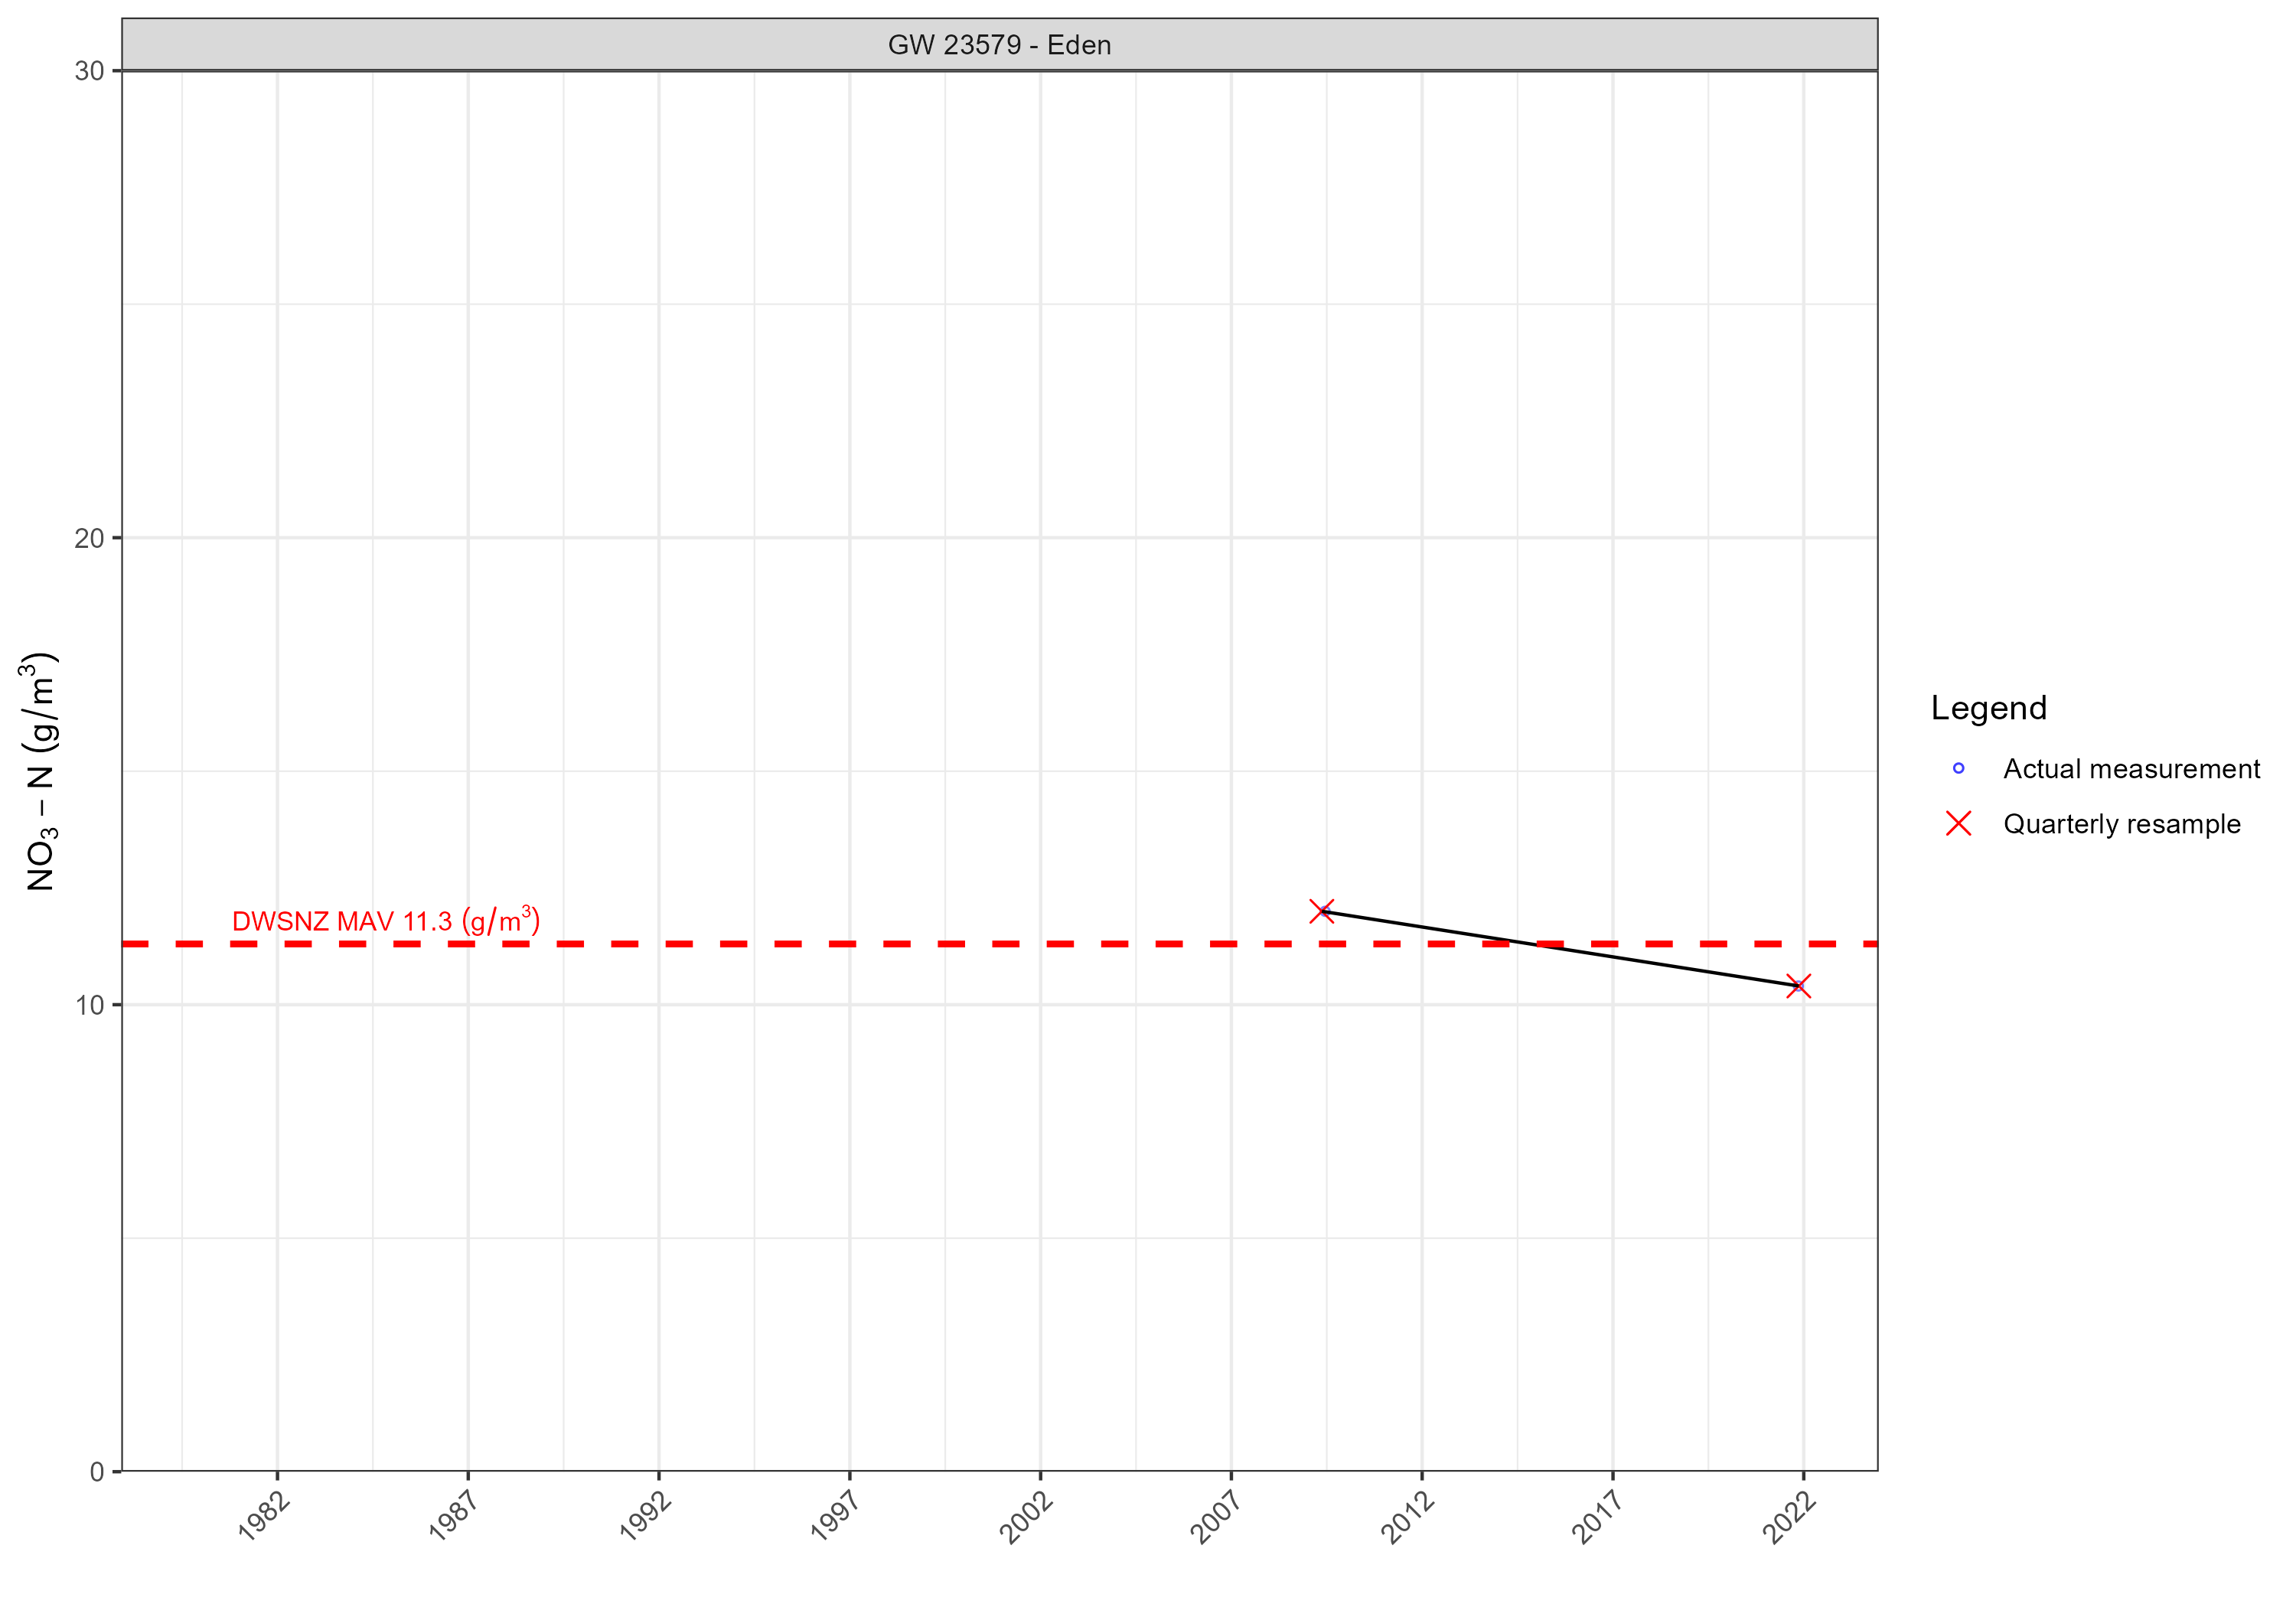 GW 23579 - Eden
30
20
10
0
NO₃ – N (g/m³)
DWSNZ MAV 11.3 (g/m³)
1982
1987
1992
1997
2002
2007
2012
2017
2022
Legend
Actual measurement
Quarterly resample